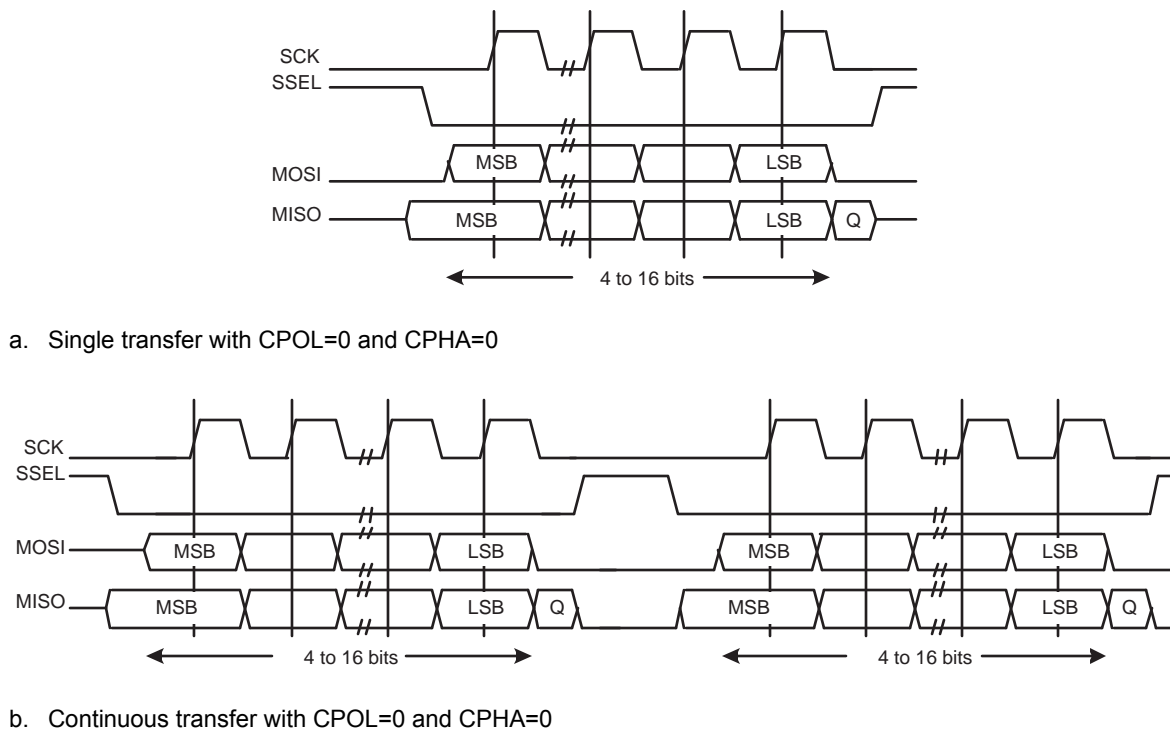 SCK
SSEL
MOSI
MSB
LSB
MISO
MSB
LSB
Q
4 to 16 bits
a. Single transfer with CPOL=0 and CPHA=0
SCK
SSEL
MOSI
MSB
LSB
MSB
LSB
MISO
MSB
LSB
Q
MSB
LSB
Q
4 to 16 bits
4 to 16 bits
b. Continuous transfer with CPOL=0 and CPHA=0